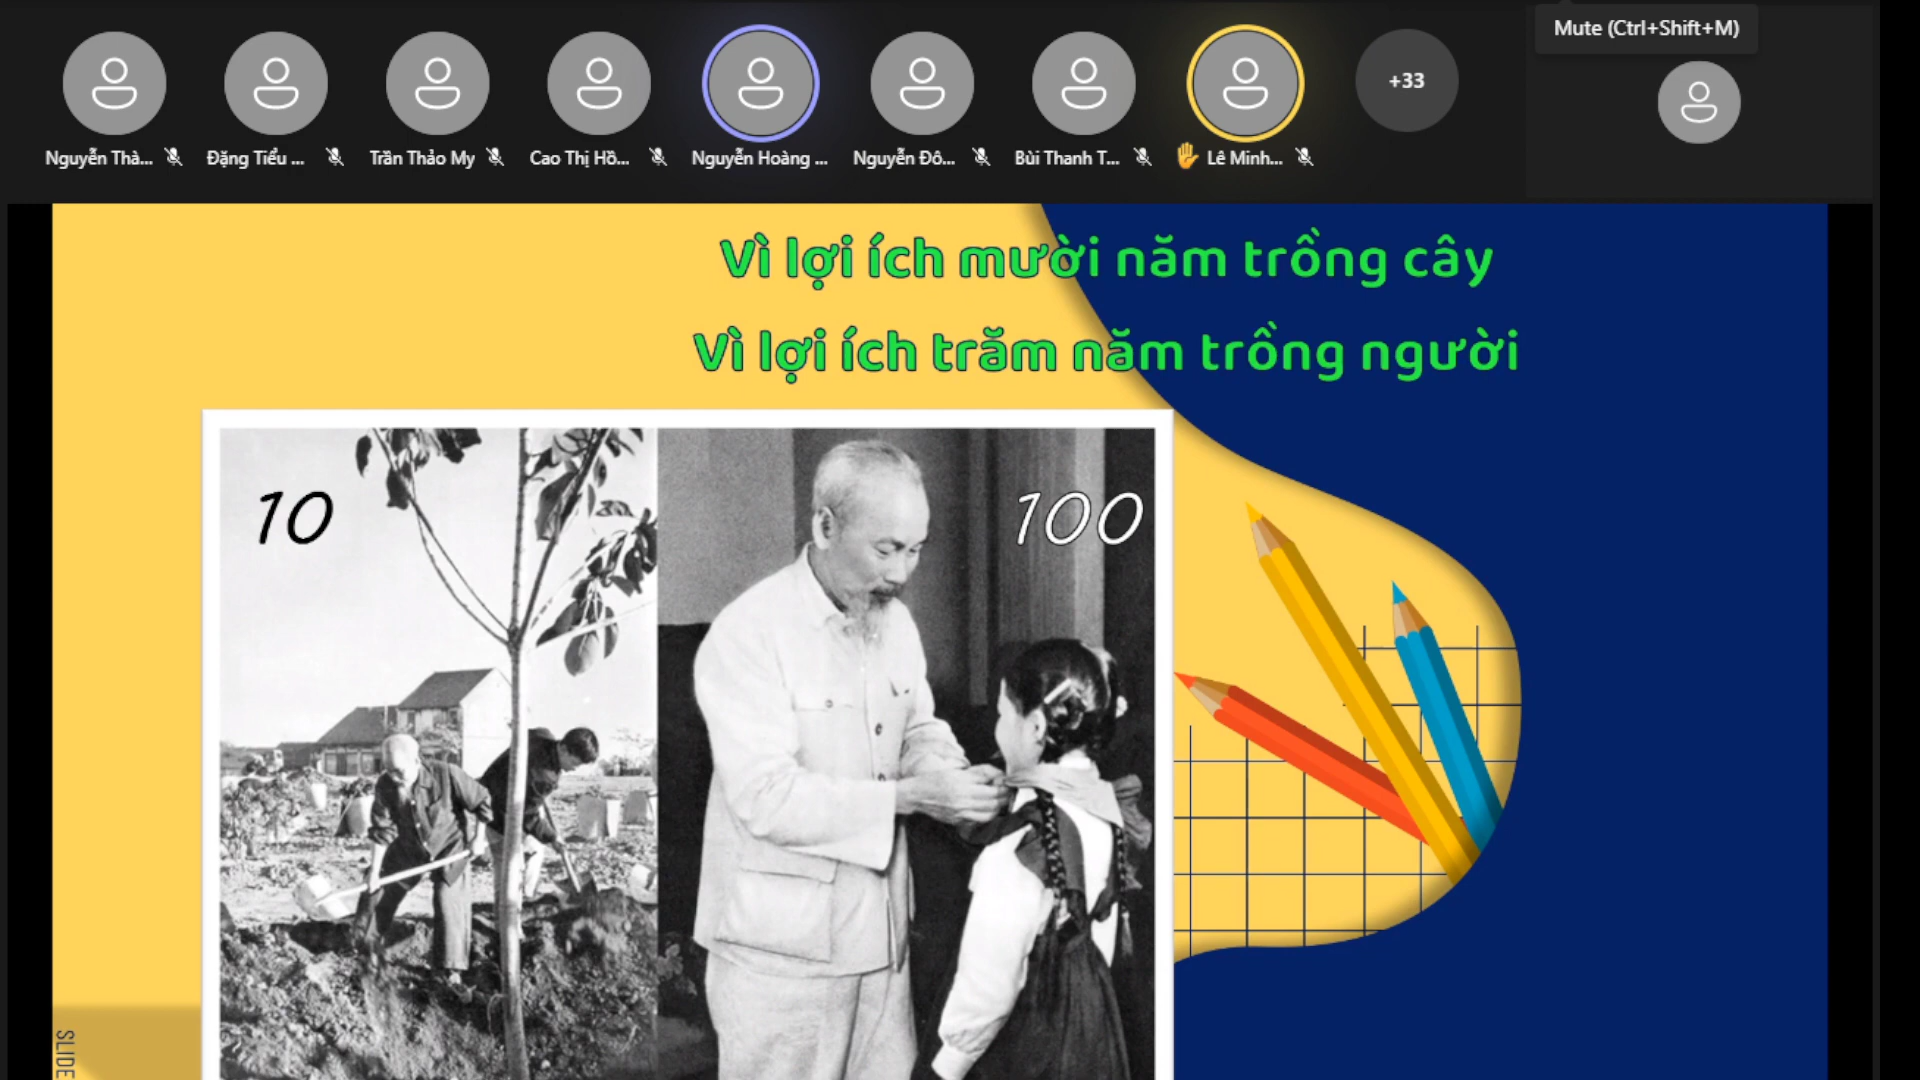 Mute (Ctrl+Shift+M)
+33
Nguyễn Thà...
Đặng Tiểu ...
Trần Thảo My
Cao Thị Hồ...
Nguyễn Hoàng ...
Nguyễn Đô...
Bùi Thanh T...
Lê Minh...
Vì lợi ích mười năm trồng cây
Vì lợi ích trăm năm trồng người
10
100
SLIDE